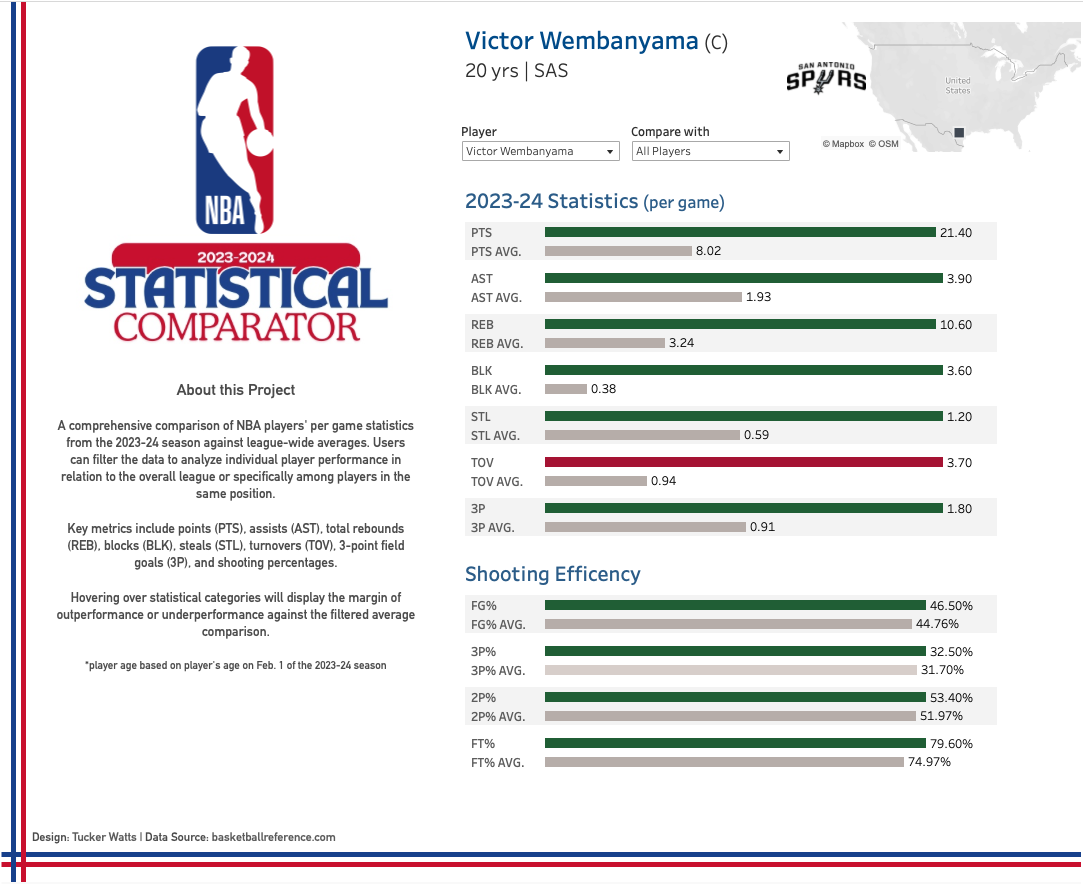 NBA
2023-2024
STATISTICAL
COMPARATOR
About this Project
A comprehensive comparison of NBA players' per game statistics
from the 2023-24 season against league-wide averages. Users
can filter the data to analyze individual player performance in
relation to the overall league or specifically among players in the
same position.
Key metrics include points (PTS), assists (AST), total rebounds
(REB), blocks (BLK), steals (STL), turnovers (TOV), 3-point field
goals (3P), and shooting percentages.
Hovering over statistical categories will display the margin of
outperformance or underperformance against the filtered average
comparison.
*player age based on player's age on Feb. 1 of the 2023-24 season
Victor Wembanyama (C)
20 yrs | SAS
SAN ANTONIO
SPURS
United
States
© Mapbox © OSM
Player
Victor Wembanyama
Compare with
All Players
2023-24 Statistics (per game)
PTS 21.40
PTS AVG. 8.02
AST 3.90
AST AVG. 1.93
REB 10.60
REB AVG. 3.24
BLK 3.60
BLK AVG. 0.38
STL 1.20
STL AVG. 0.59
TOV 3.70
TOV AVG. 0.94
3P 1.80
3P AVG. 0.91
Shooting Efficency
FG% 46.50%
FG% AVG. 44.76%
3P% 32.50%
3P% AVG. 31.70%
2P% 53.40%
2P% AVG. 51.97%
FT% 79.60%
FT% AVG. 74.97%
Design: Tucker Watts | Data Source: basketballreference.com